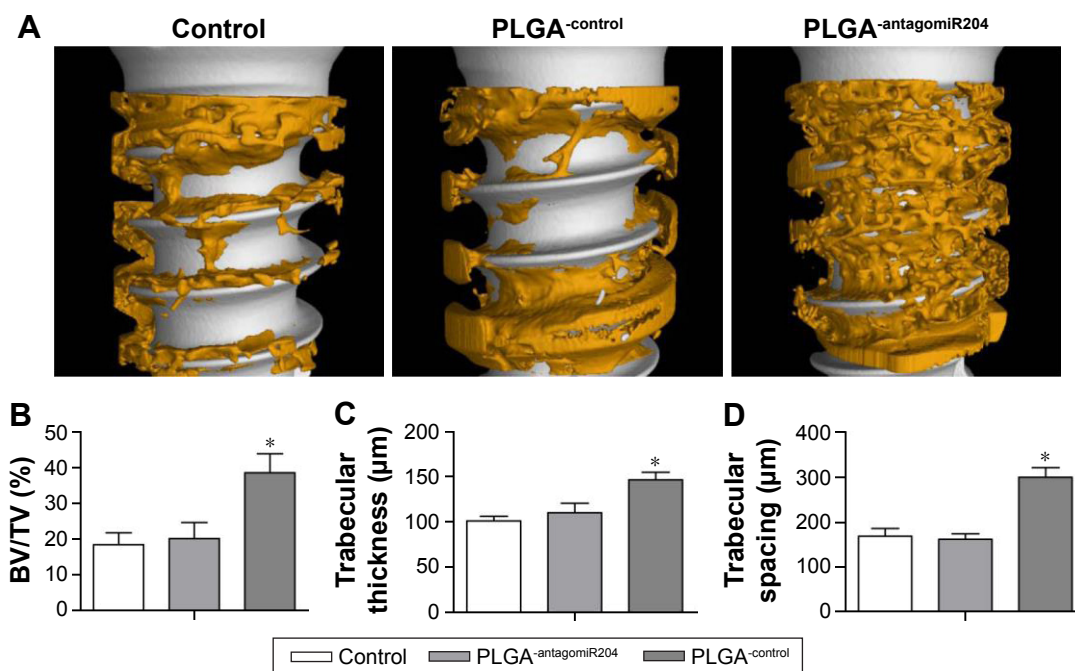 A
Control
PLGA-control
PLGA-antagomiR204
B
BV/TV (%)
50
40
30
20
10
0
*
C
Trabecular
thickness (µm)
200
150
100
50
0
*
D
Trabecular
spacing (µm)
400
300
200
100
0
*
Control
PLGA-antagomiR204
PLGA-control